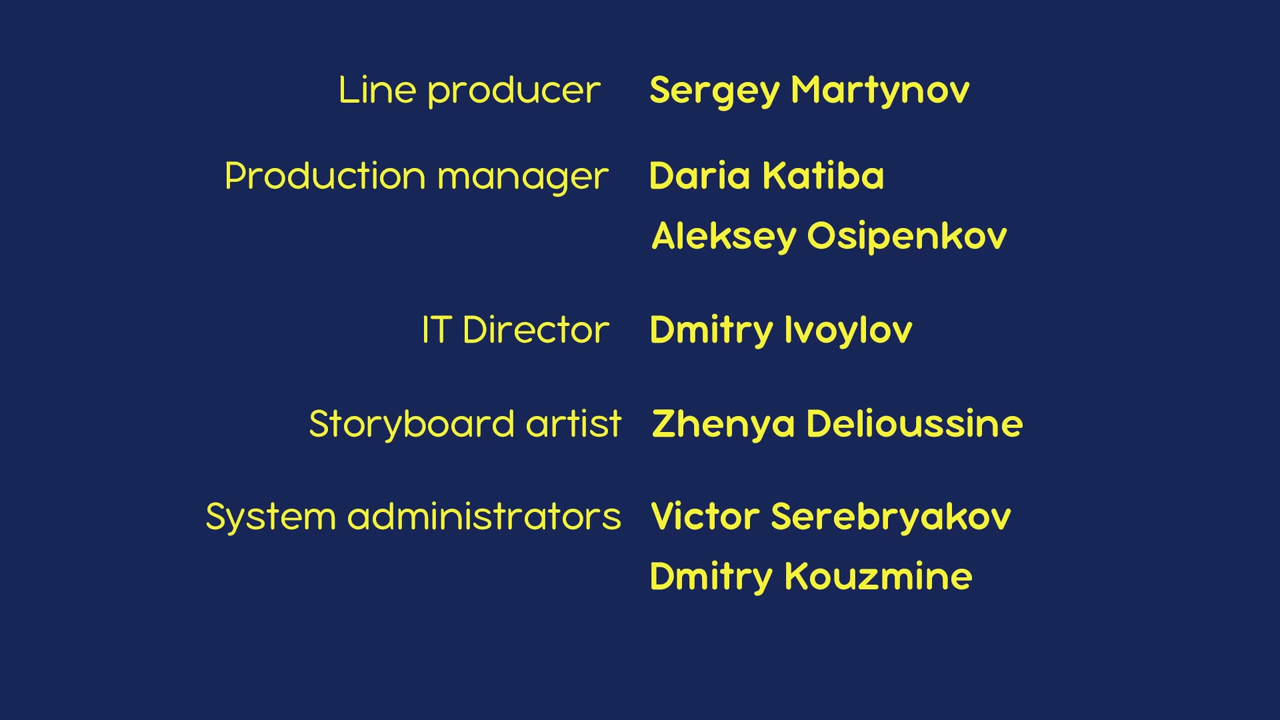 Line producer Sergey Martynov
Production manager Daria Katiba
Aleksey Osipenkov
IT Director Dmitry Ivoylov
Storyboard artist Zhenya Delioussine
System administrators Victor Serebryakov
Dmitry Kouzmine